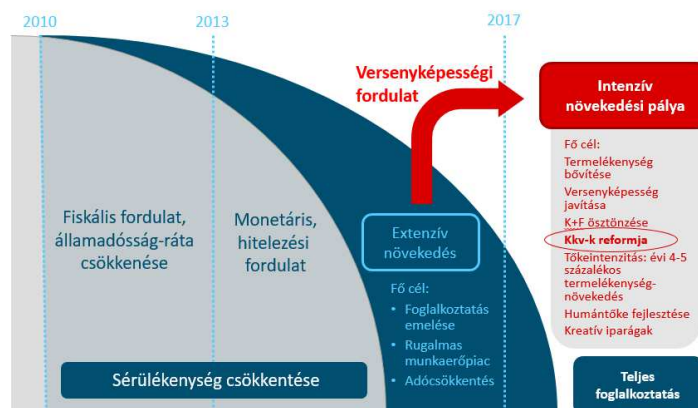 2010
2013
2017
Versenyképességi
fordulat
Intenzív
növekedési pálya
Fő cél:
Termelékenység
bővítése
Versenyképesség
javítása
K+F ösztönzése
Kkv-k reformja
Tőkeintenzitás: évi 4-5
százalékos
termelékenység-
növekedés
Humántőke fejlesztése
Kreatív iparágak
Fiskális fordulat,
államadósság-ráta
csökkenése
Monetáris,
hitelezési
fordulat
Extenzív
növekedés
Fő cél:
• Foglalkoztatás
emelése
• Rugalmas
munkaerőpiac
• Adócsökkentés
Sérülékenység csökkentése
Teljes
foglalkoztatás